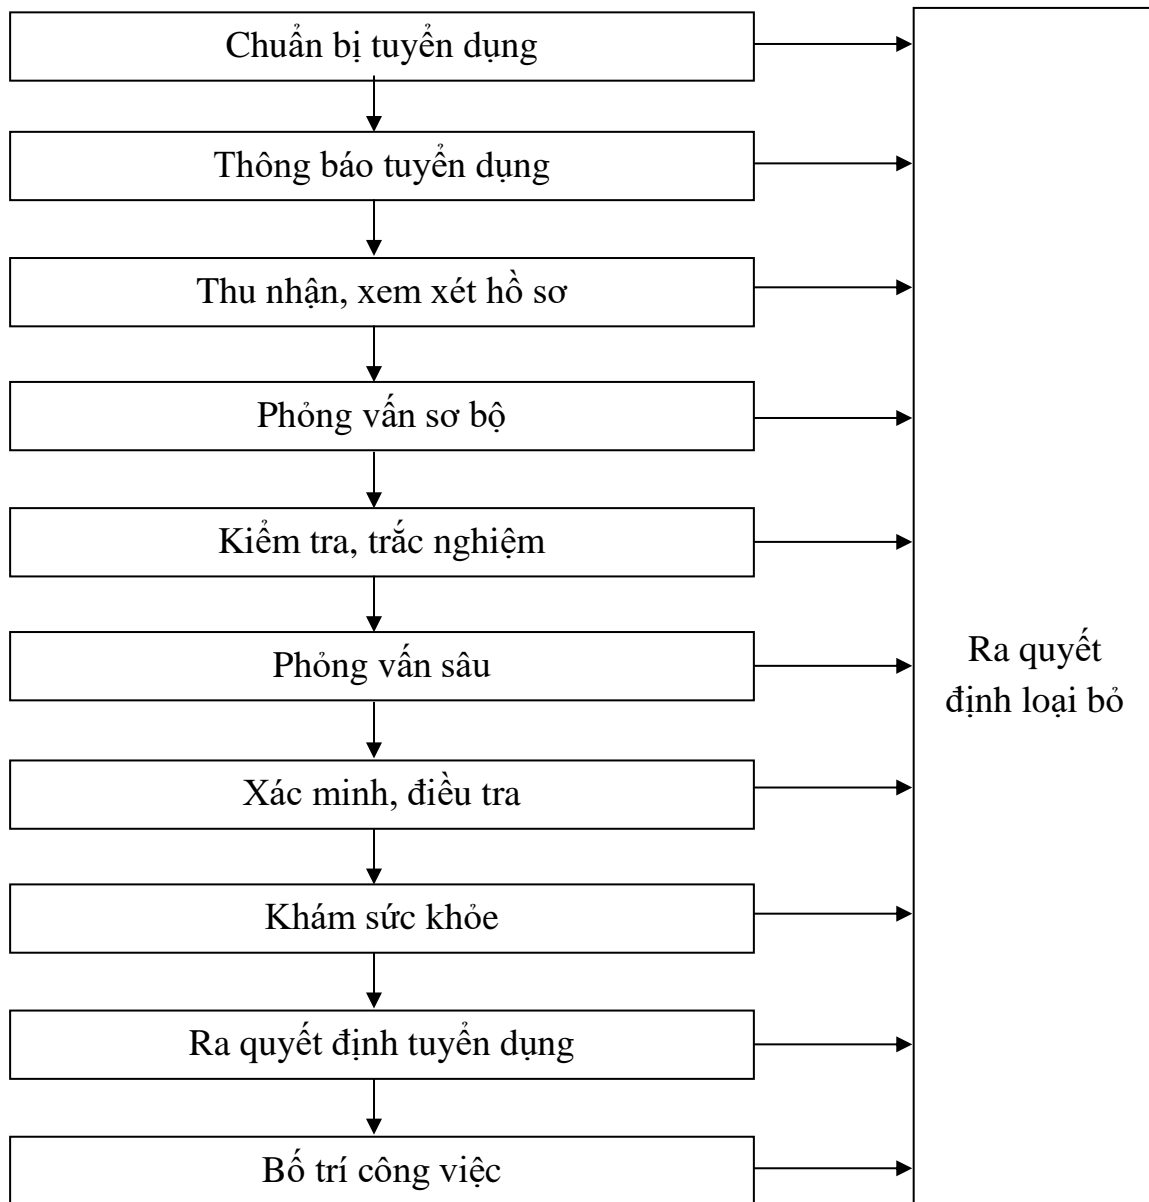 Chuẩn bị tuyển dụng
Thông báo tuyển dụng
Thu nhận, xem xét hồ sơ
Phỏng vấn sơ bộ
Kiểm tra, trắc nghiệm
Phỏng vấn sâu
Xác minh, điều tra
Khám sức khỏe
Ra quyết định tuyển dụng
Bố trí công việc
Ra quyết
định loại bỏ